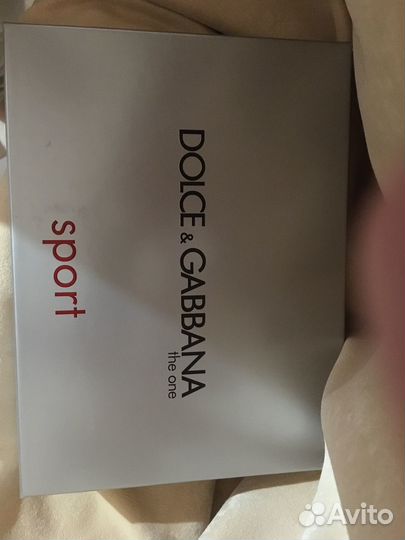 DOLCE & GABBANA
the one
sport
Avito